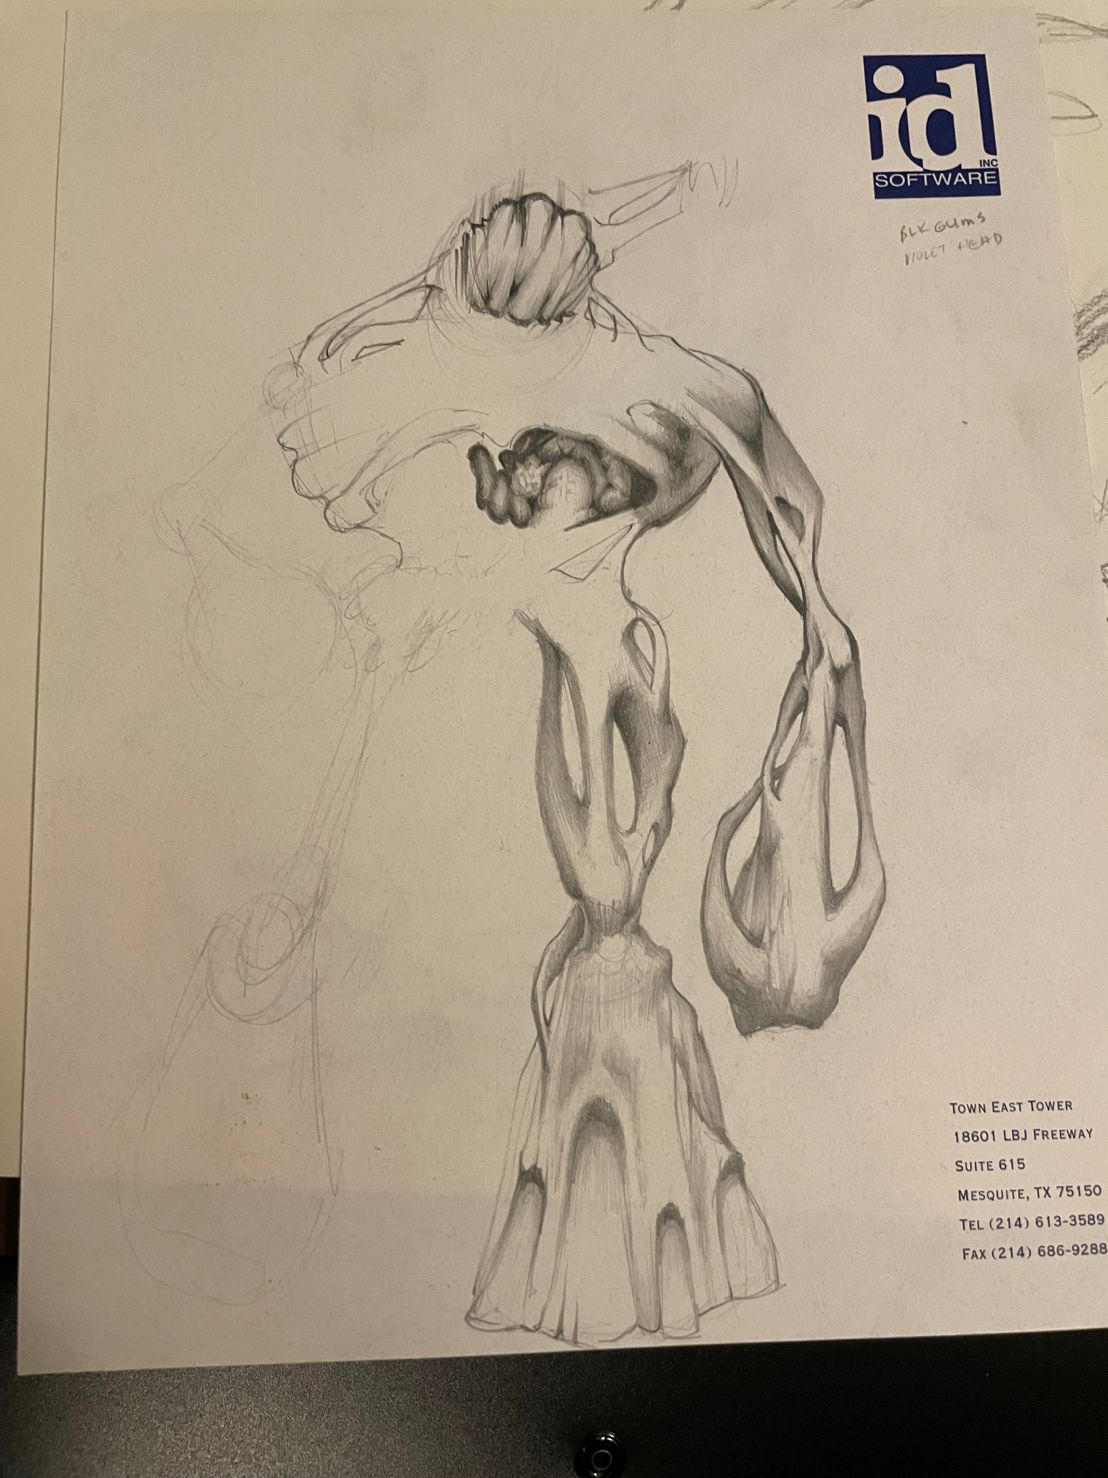 id
INC
SOFTWARE
BLK GUMS
VIOLET HEAD
TOWN EAST TOWER
18601 LBJ FREEWAY
SUITE 615
MESQUITE, TX 75150
TEL (214) 613-3589
FAX (214) 686-9288